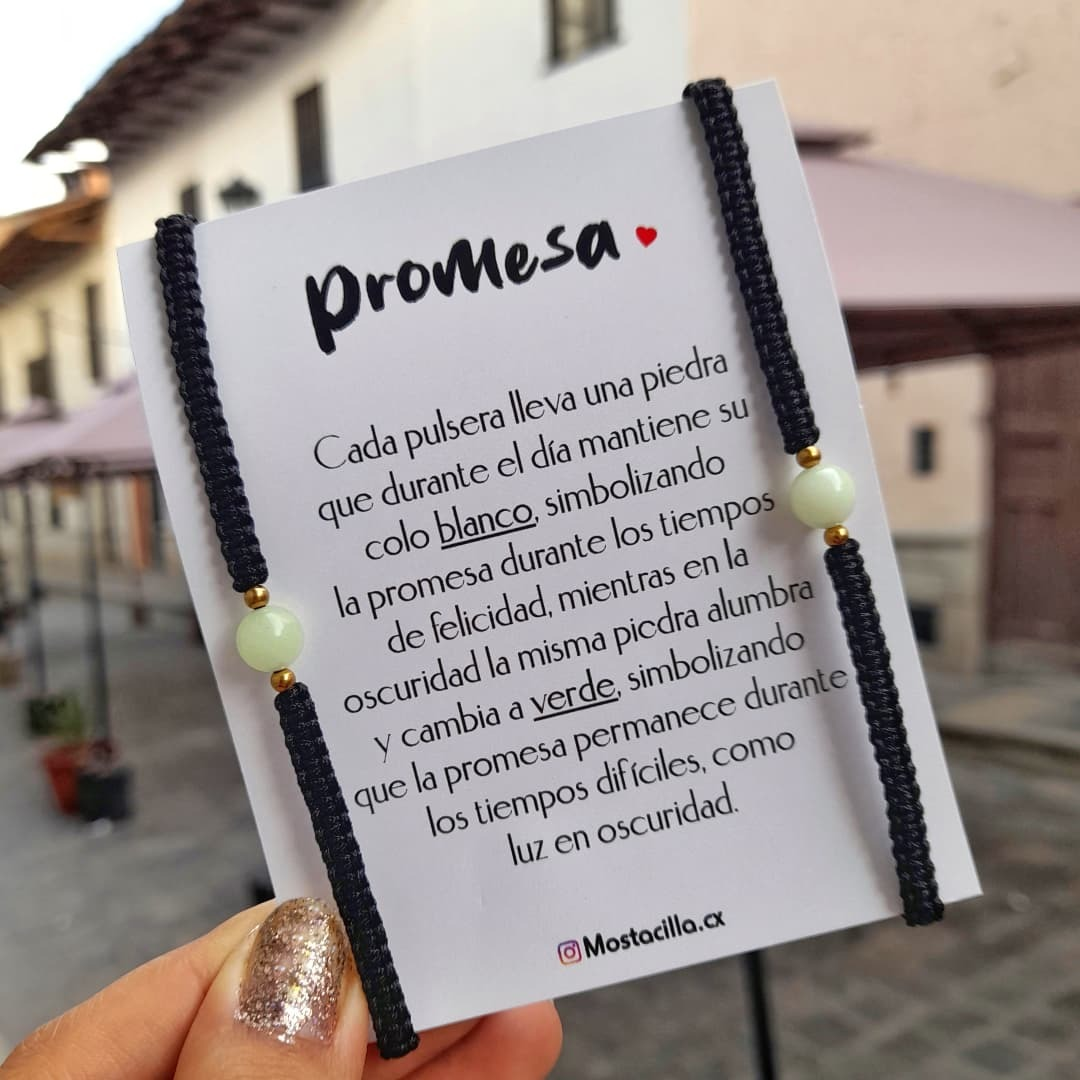 Promesa
Cada pulsera lleva una piedra
que durante el día mantiene su
colo blanco, simbolizando
la promesa durante los tiempos
de felicidad, mientras en la
oscuridad la misma piedra alumbra
y cambia a verde, simbolizando
que la promesa permanece durante
los tiempos difíciles, como
luz en oscuridad.
Mostacilla.cx